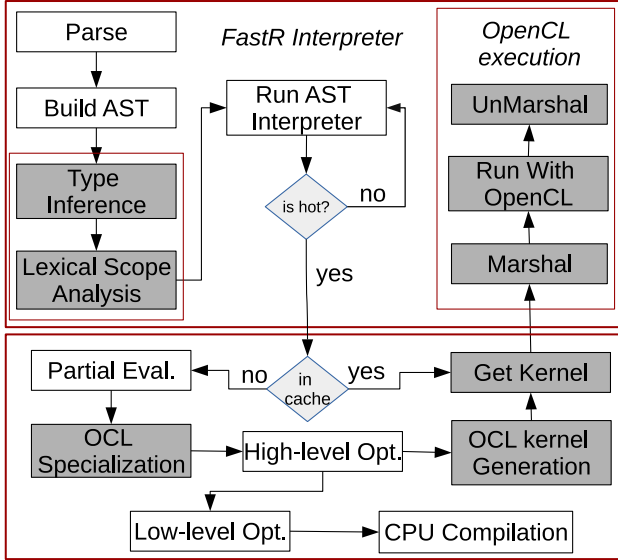 Parse
FastR Interpreter
OpenCL
execution
Build AST
Run AST
Interpreter
UnMarshal
Type
Inference
is hot?
no
Run With
OpenCL
Lexical Scope
Analysis
yes
Marshal
Partial Eval.
no
in
cache
yes
Get Kernel
OCL
Specialization
High-level Opt.
OCL kernel
Generation
Low-level Opt.
CPU Compilation